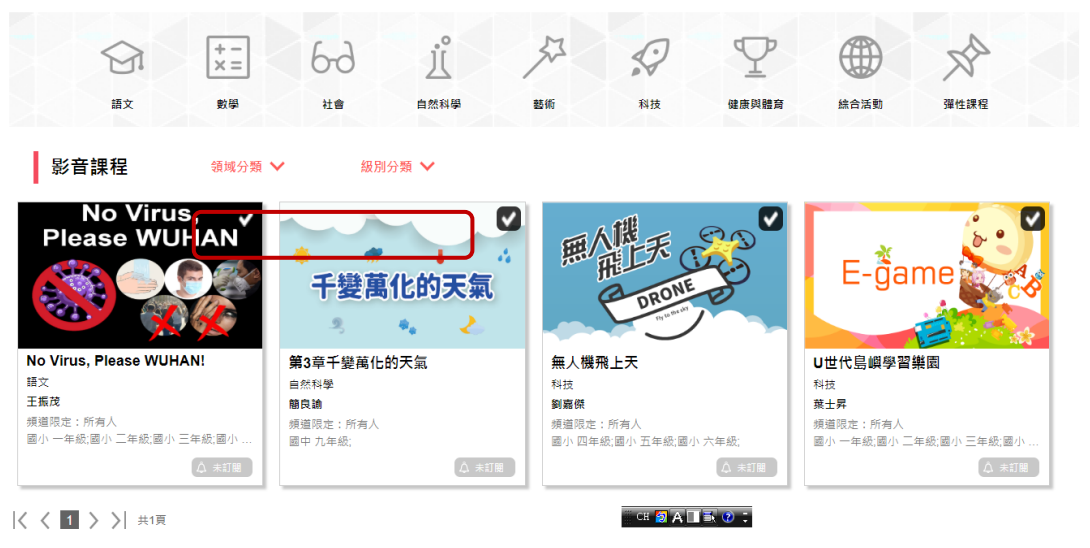 語文 數學 社會 自然科學 藝術 科技 健康與體育 綜合活動 彈性課程
影音課程 領域分類 級別分類
No Virus,
Please WUHAN
No Virus, Please WUHAN!
語文
王振茂
頻道限定：所有人
國小 一年級;國小 二年級;國小 三年級;國小 ...
未訂閱
千變萬化的天氣
第3章千變萬化的天氣
自然科學
簡良諭
頻道限定：所有人
國中 九年級;
未訂閱
無人機
飛上天
DRONE
Fly to the sky
無人機飛上天
科技
劉嘉傑
頻道限定：所有人
國小 四年級;國小 五年級;國小 六年級;
未訂閱
E-game
A
B
C
U世代島嶼學習樂園
科技
葉士昇
頻道限定：所有人
國小 一年級;國小 二年級;國小 三年級;國小 ...
未訂閱
1 共1頁
CH A